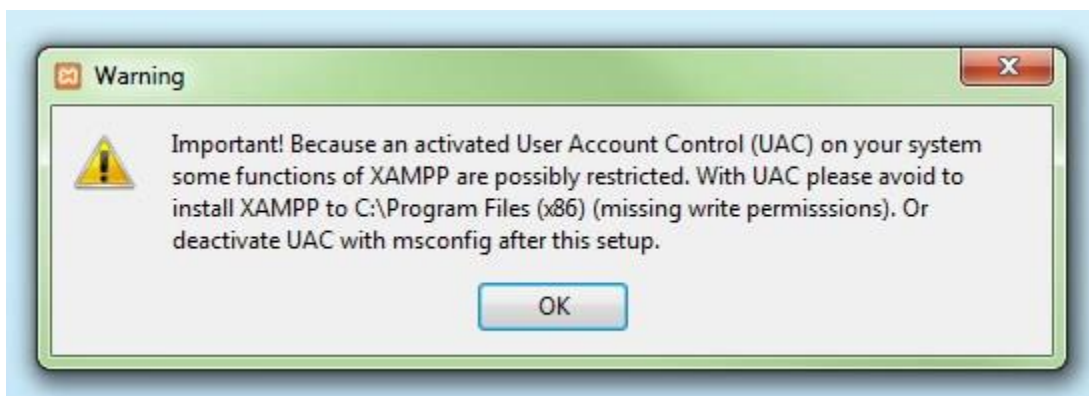 Warning
Important! Because an activated User Account Control (UAC) on your system
some functions of XAMPP are possibly restricted. With UAC please avoid to
install XAMPP to C:\Program Files (x86) (missing write permisssions). Or
deactivate UAC with msconfig after this setup.
OK